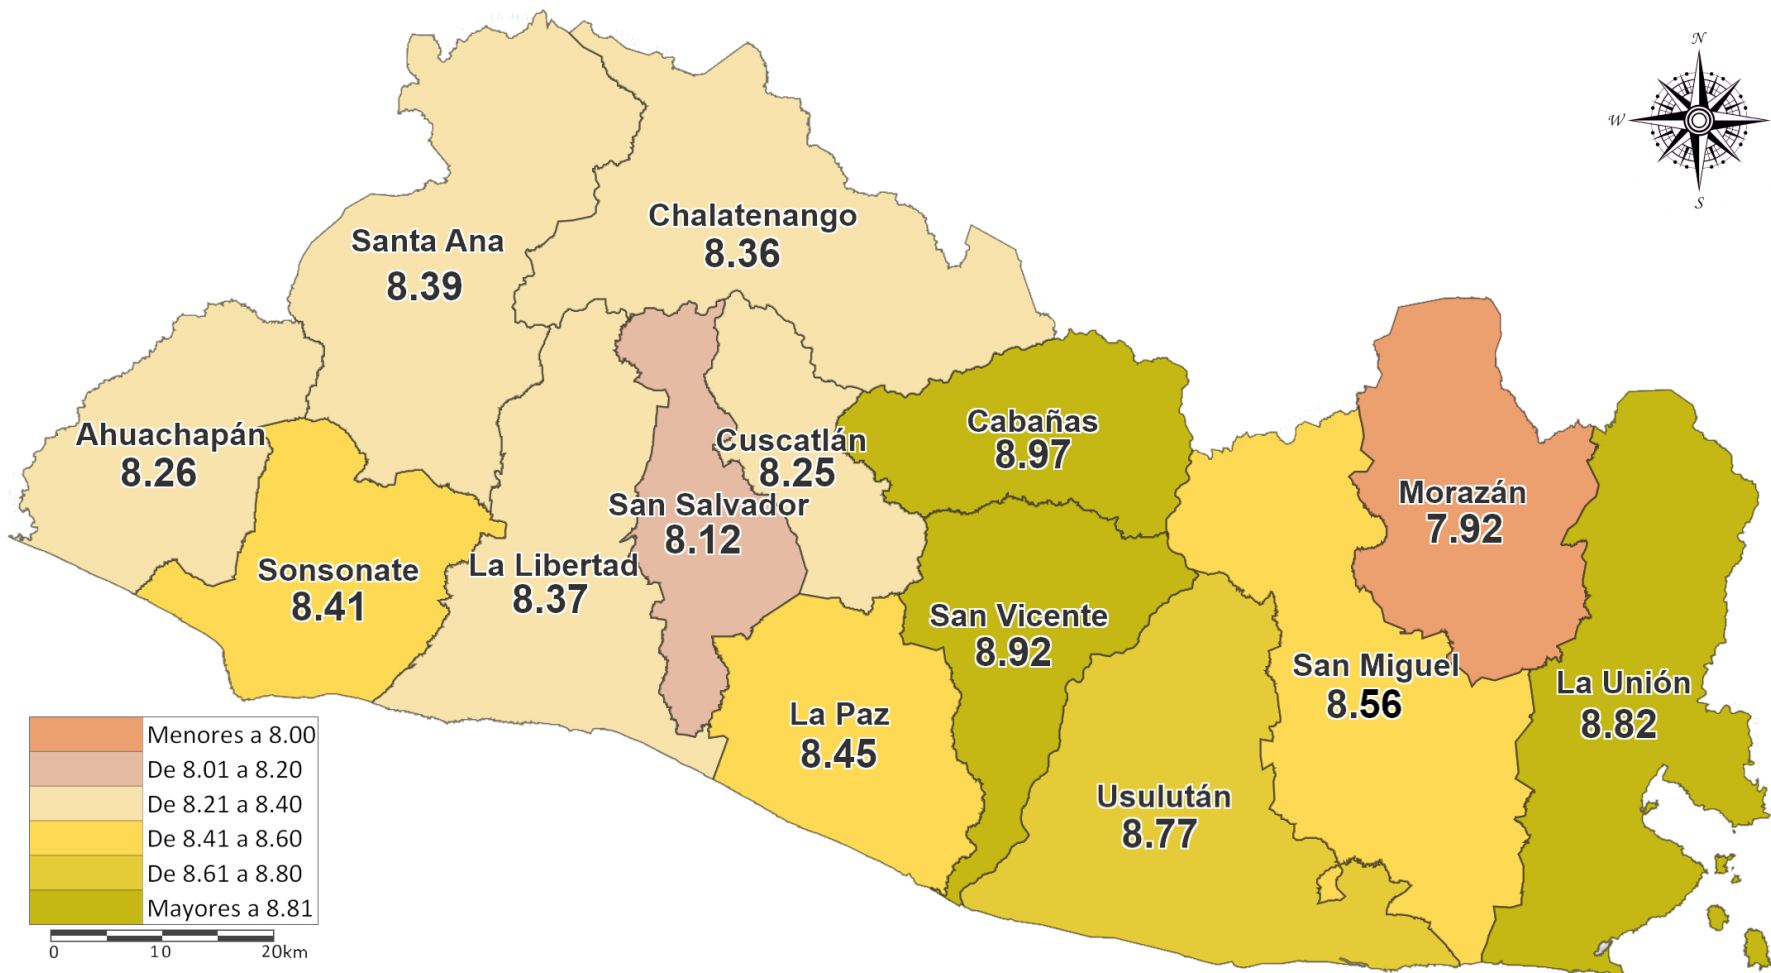 N
W
S
Chalatenango
8.36
Santa Ana
8.39
Ahuachapán
8.26
Cuscatlán
8.25
Cabañas
8.97
San Salvador
8.12
Morazán
7.92
Sonsonate
8.41
La Libertad
8.37
San Vicente
8.92
San Miguel
8.56
La Unión
8.82
La Paz
8.45
Usulután
8.77
Menores a 8.00
De 8.01 a 8.20
De 8.21 a 8.40
De 8.41 a 8.60
De 8.61 a 8.80
Mayores a 8.81
0 10 20km